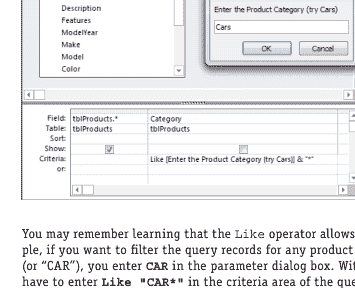 Description
Features
ModelYear
Make
Model
Color
Enter the Product Category (try Cars)
Cars
OK Cancel
Field: tblProducts.* Category
Table: tblProducts tblProducts
Sort:
Show:
Criteria: Like [Enter the Product Category (try Cars)] & "*"
or:
You may remember learning that the Like operator allows
ple, if you want to filter the query records for any product
(or “CAR”), you enter CAR in the parameter dialog box. Wit
have to enter Like "CAR*" in the criteria area of the que